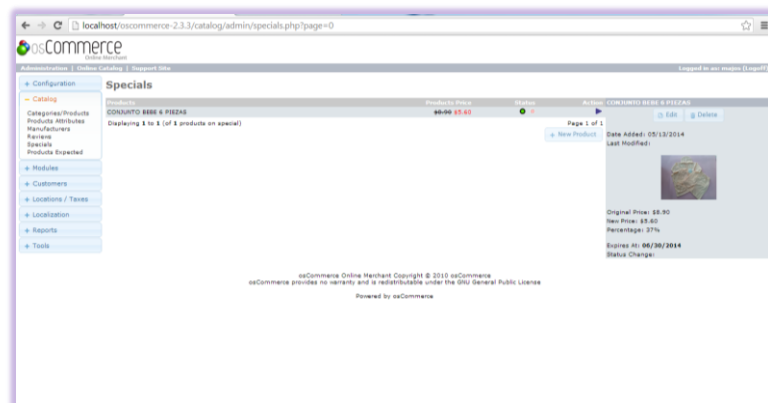 localhost/oscommerce-2.3.3/catalog/admin/specials.php?page=0
osCommerce
Online Merchant
Administration | Online Catalog | Support Site
Logged in as: majos (Logoff)
+ Configuration
− Catalog
Categories/Products
Products Attributes
Manufacturers
Reviews
Specials
Products Expected
+ Modules
+ Customers
+ Locations / Taxes
+ Localization
+ Reports
+ Tools
Specials
Products Products Price Status Action
CONJUNTO BEBE 6 PIEZAS $8.90 $5.60
Displaying 1 to 1 (of 1 products on special) Page 1 of 1
+ New Product
CONJUNTO BEBE 6 PIEZAS
Edit Delete
Date Added: 05/13/2014
Last Modified:
Original Price: $8.90
New Price: $5.60
Percentage: 37%
Expires At: 06/30/2014
Status Change:
osCommerce Online Merchant Copyright © 2010 osCommerce
osCommerce provides no warranty and is redistributable under the GNU General Public License
Powered by osCommerce